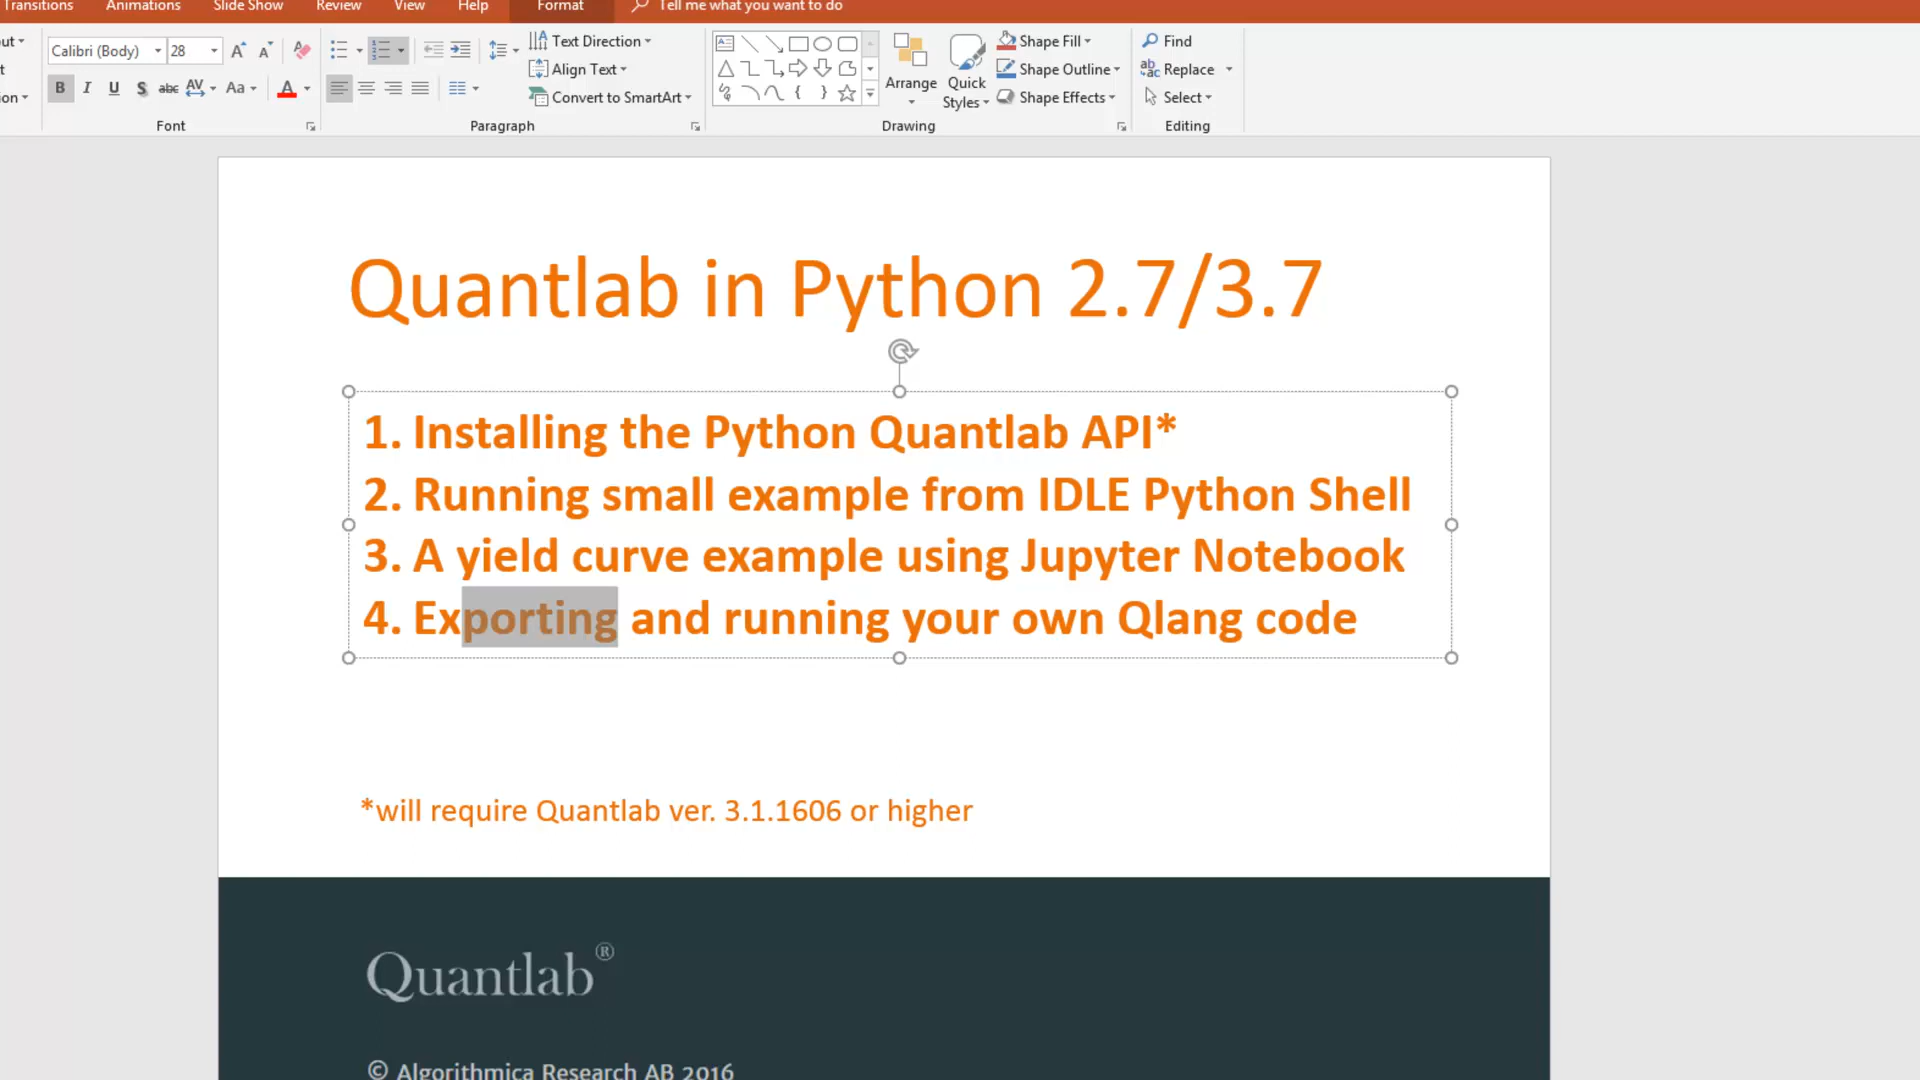 Transitions Animations Slide Show Review View Help Format Tell me what you want to do
Calibri (Body) 28
Text Direction
Align Text
Convert to SmartArt
B I U S abc AV Aa A
Font
Paragraph
Arrange
Quick Styles
Shape Fill
Shape Outline
Shape Effects
Drawing
Find
Replace
Select
Editing
Quantlab in Python 2.7/3.7
1. Installing the Python Quantlab API*
2. Running small example from IDLE Python Shell
3. A yield curve example using Jupyter Notebook
4. Exporting and running your own Qlang code
*will require Quantlab ver. 3.1.1606 or higher
Quantlab®
© Algorithmica Research AB 2016